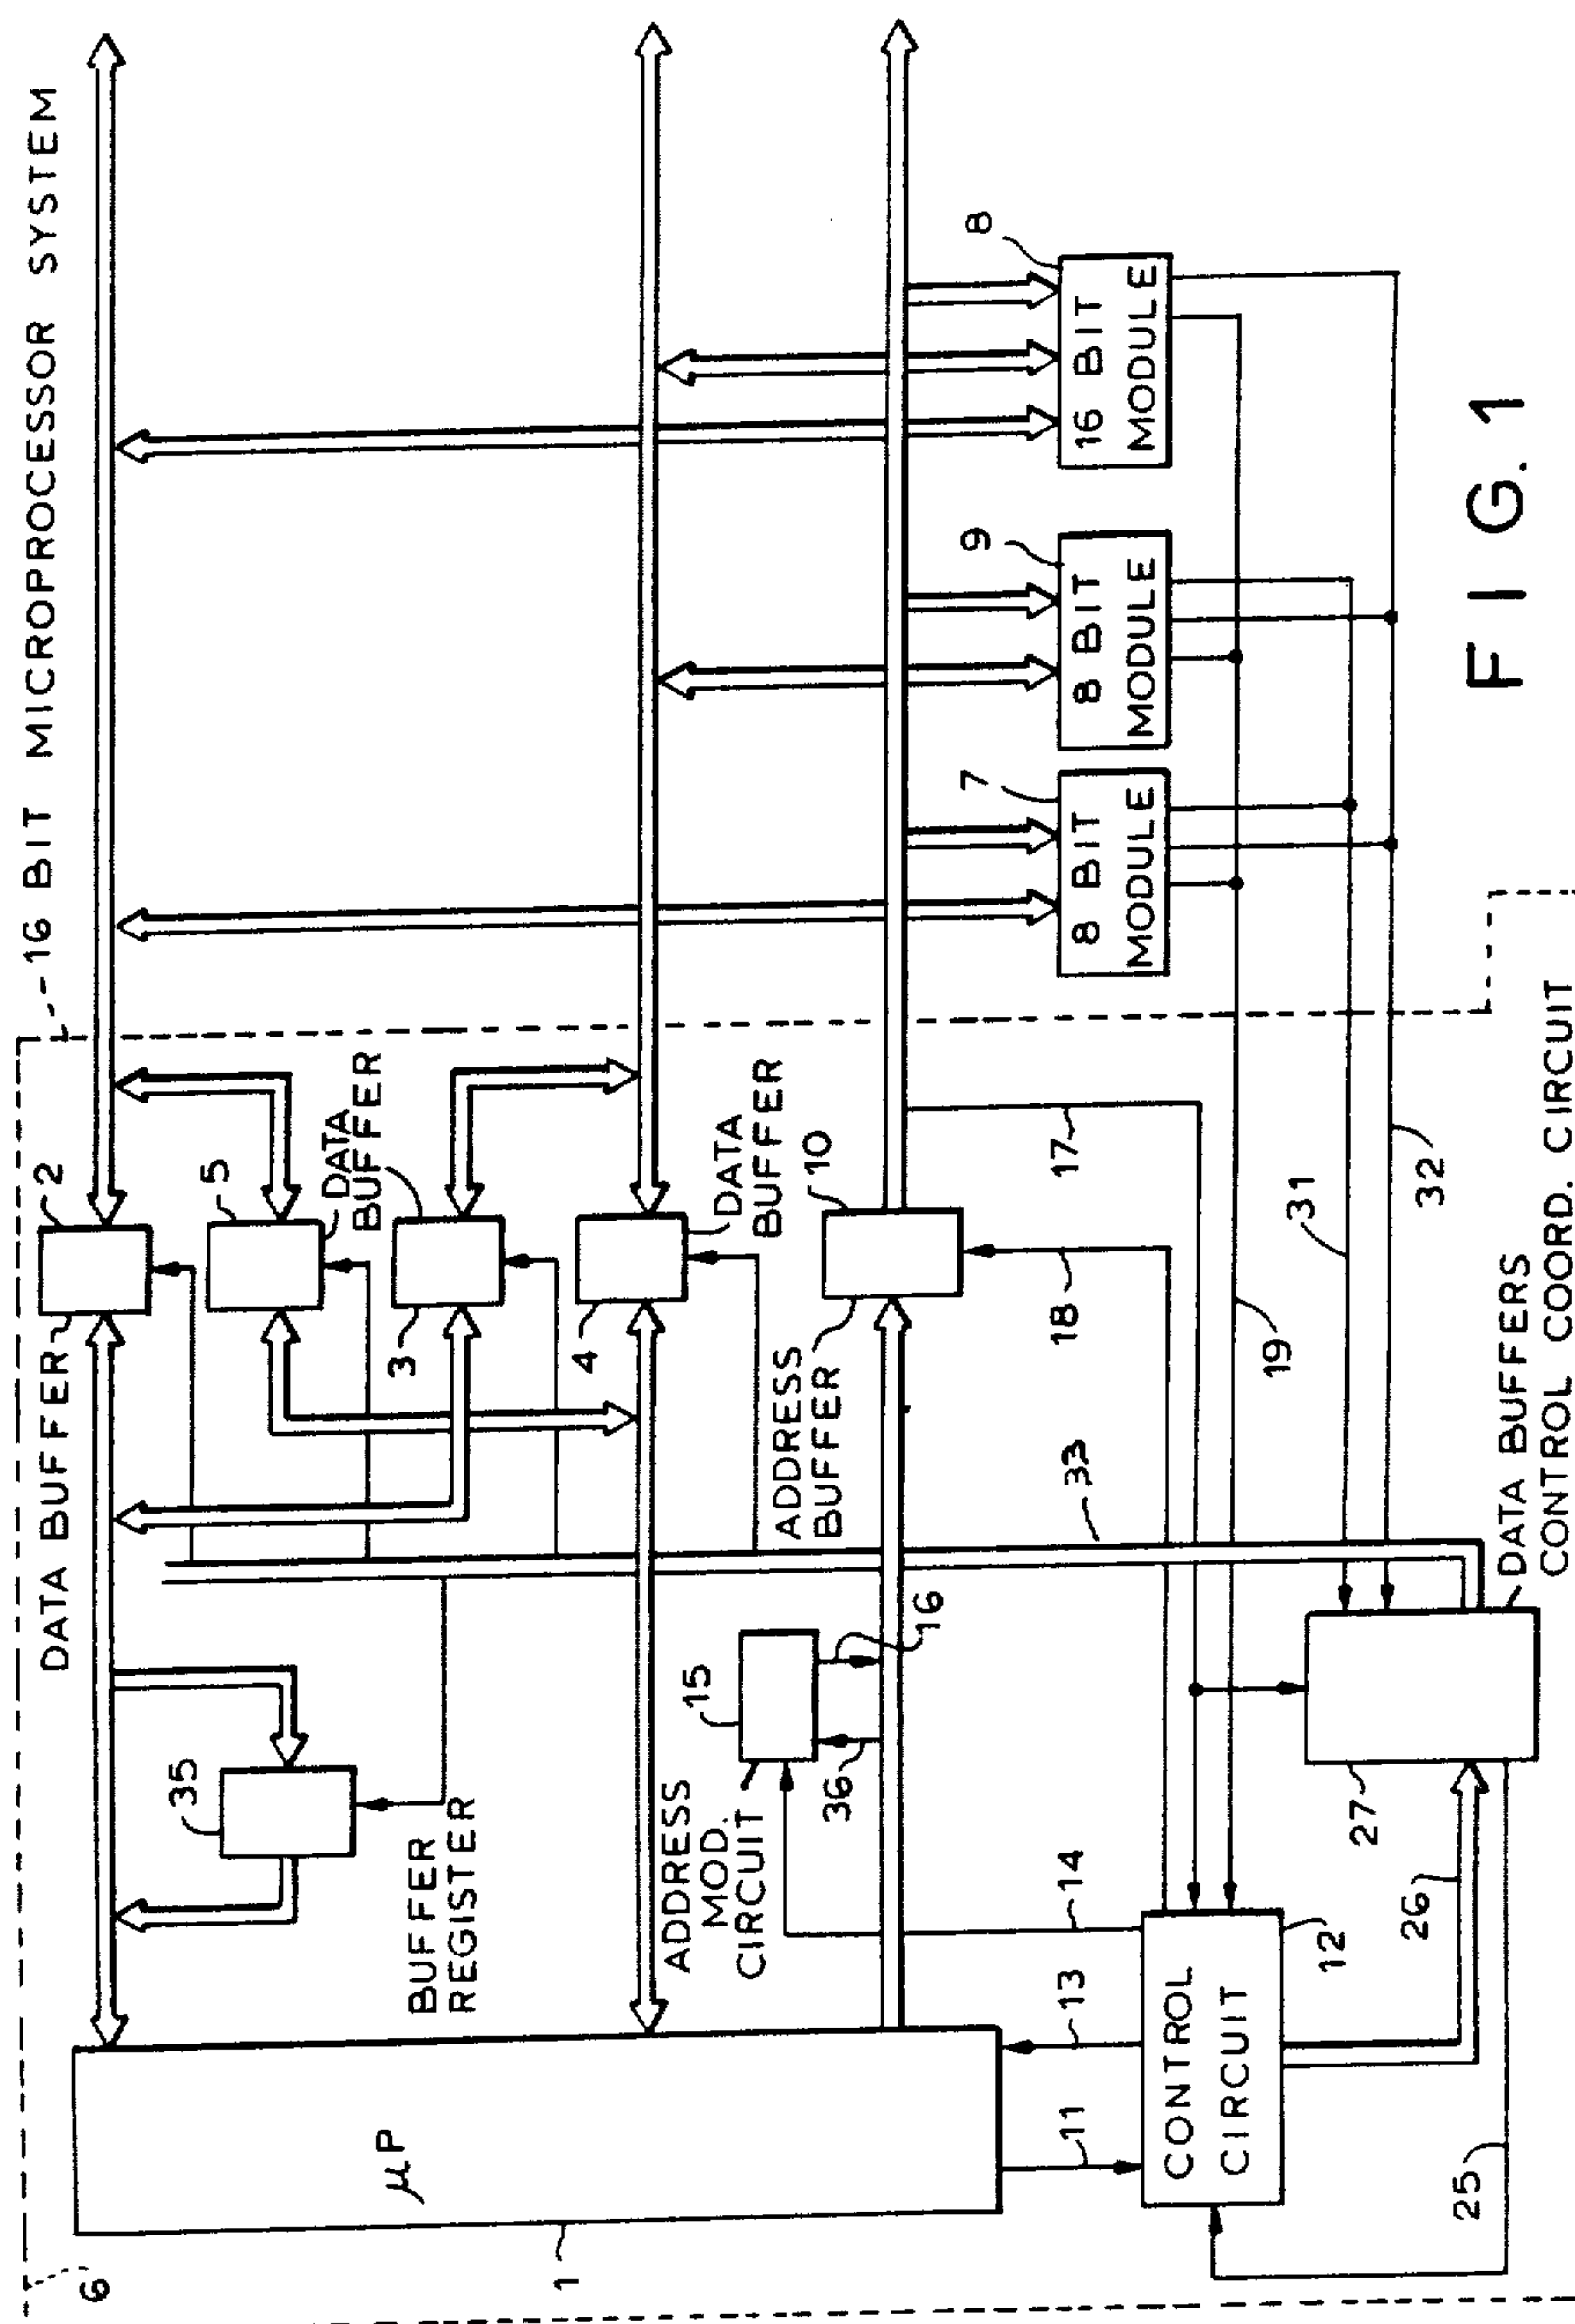 6
16 BIT MICROPROCESSOR SYSTEM
DATA BUFFER
2
5
DATA
BUFFER
35
BUFFER
REGISTER
3
4
DATA
BUFFER
μP
1
ADDRESS
MOD.
CIRCUIT
15
16
36
ADDRESS
BUFFER
10
7
8 BIT
MODULE
9
8 BIT
MODULE
8
16 BIT
MODULE
11
13
14
18
17
33
CONTROL
CIRCUIT
12
19
31
32
26
27
25
DATA BUFFERS
CONTROL COORD. CIRCUIT
FIG. 1